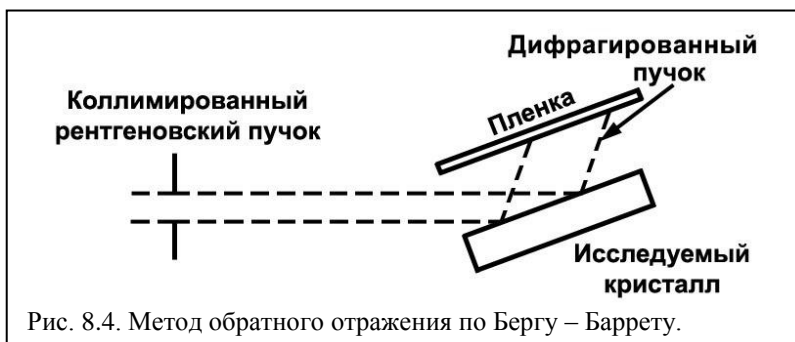 Дифрагированный
пучок
Коллимированный
рентгеновский пучок
Пленка
Исследуемый
кристалл
Рис. 8.4. Метод обратного отражения по Бергу – Баррету.